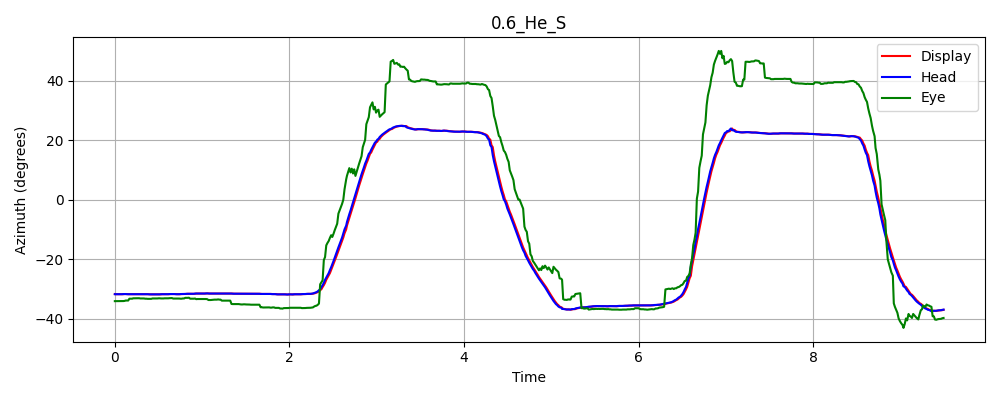 0.6_He_S
Display
Head
Eye
Azimuth (degrees)
40
20
0
−20
−40
0 2 4 6 8
Time